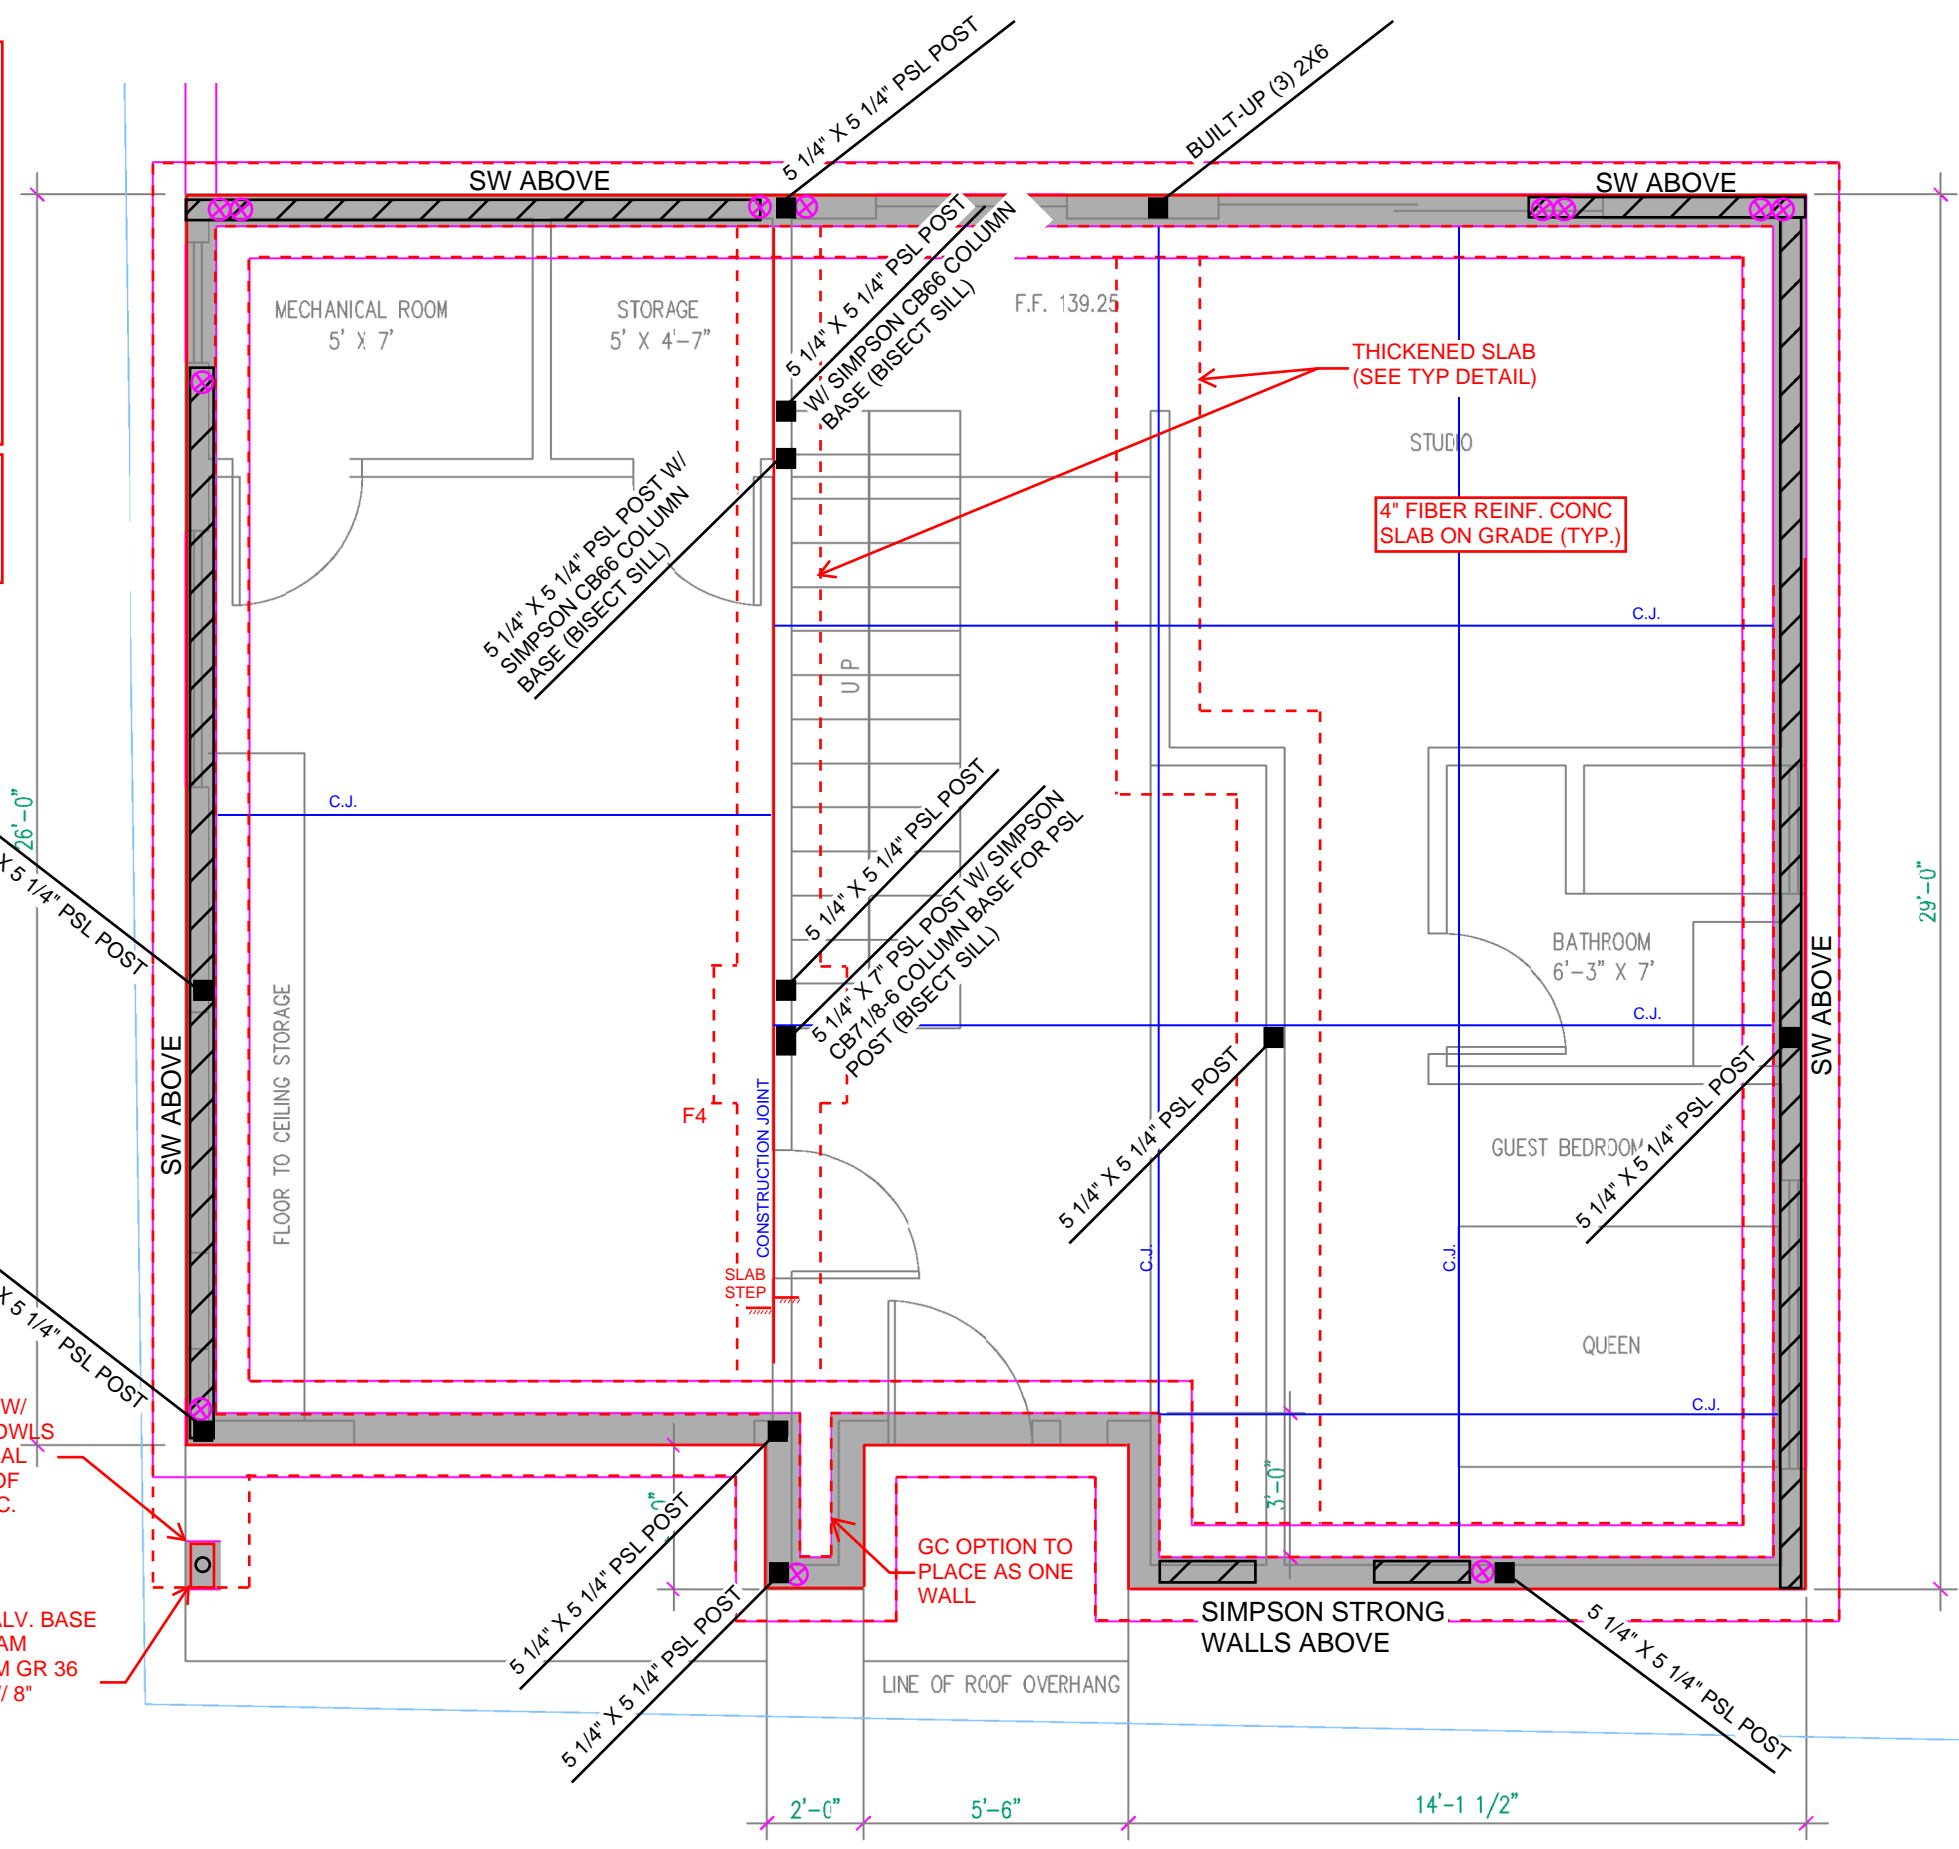 5 1/4" X 5 1/4" PSL POST
BUILT-UP (3) 2X6
SW ABOVE
SW ABOVE
5 1/4" X 5 1/4" PSL POST
W/ SIMPSON CB66 COLUMN
BASE (BISECT SILL)
MECHANICAL ROOM
5' X 7'
STORAGE
5' X 4'-7"
F.F. 139.25
THICKENED SLAB
(SEE TYP DETAIL)
STUDIO
4" FIBER REINF. CONC
SLAB ON GRADE (TYP.)
5 1/4" X 5 1/4" PSL POST W/
SIMPSON CB66 COLUMN
BASE (BISECT SILL)
C.J.
UP
C.J.
26'-0"
29'-0"
X 5 1/4" PSL POST
5 1/4" X 5 1/4" PSL POST
5 1/4" X 7" PSL POST W/ SIMPSON
CB71/8-6 COLUMN BASE FOR PSL
POST (BISECT SILL)
BATHROOM
6'-3" X 7'
C.J.
SW ABOVE
SW ABOVE
FLOOR TO CEILING STORAGE
F4
CONSTRUCTION JOINT
5 1/4" X 5 1/4" PSL POST
GUEST BEDROOM
5 1/4" X 5 1/4" PSL POST
C.J.
C.J.
SLAB
STEP
X 5 1/4" PSL POST
QUEEN
C.J.
W/
OWLS
AL
OF
C.
3'-0"
5 1/4" X 5 1/4" PSL POST
GC OPTION TO
PLACE AS ONE
WALL
5 1/4" X 5 1/4" PSL POST
SIMPSON STRONG
WALLS ABOVE
5 1/4" X 5 1/4" PSL POST
LV. BASE
AM
M GR 36
/ 8"
LINE OF ROOF OVERHANG
2'-0"
5'-6"
14'-1 1/2"